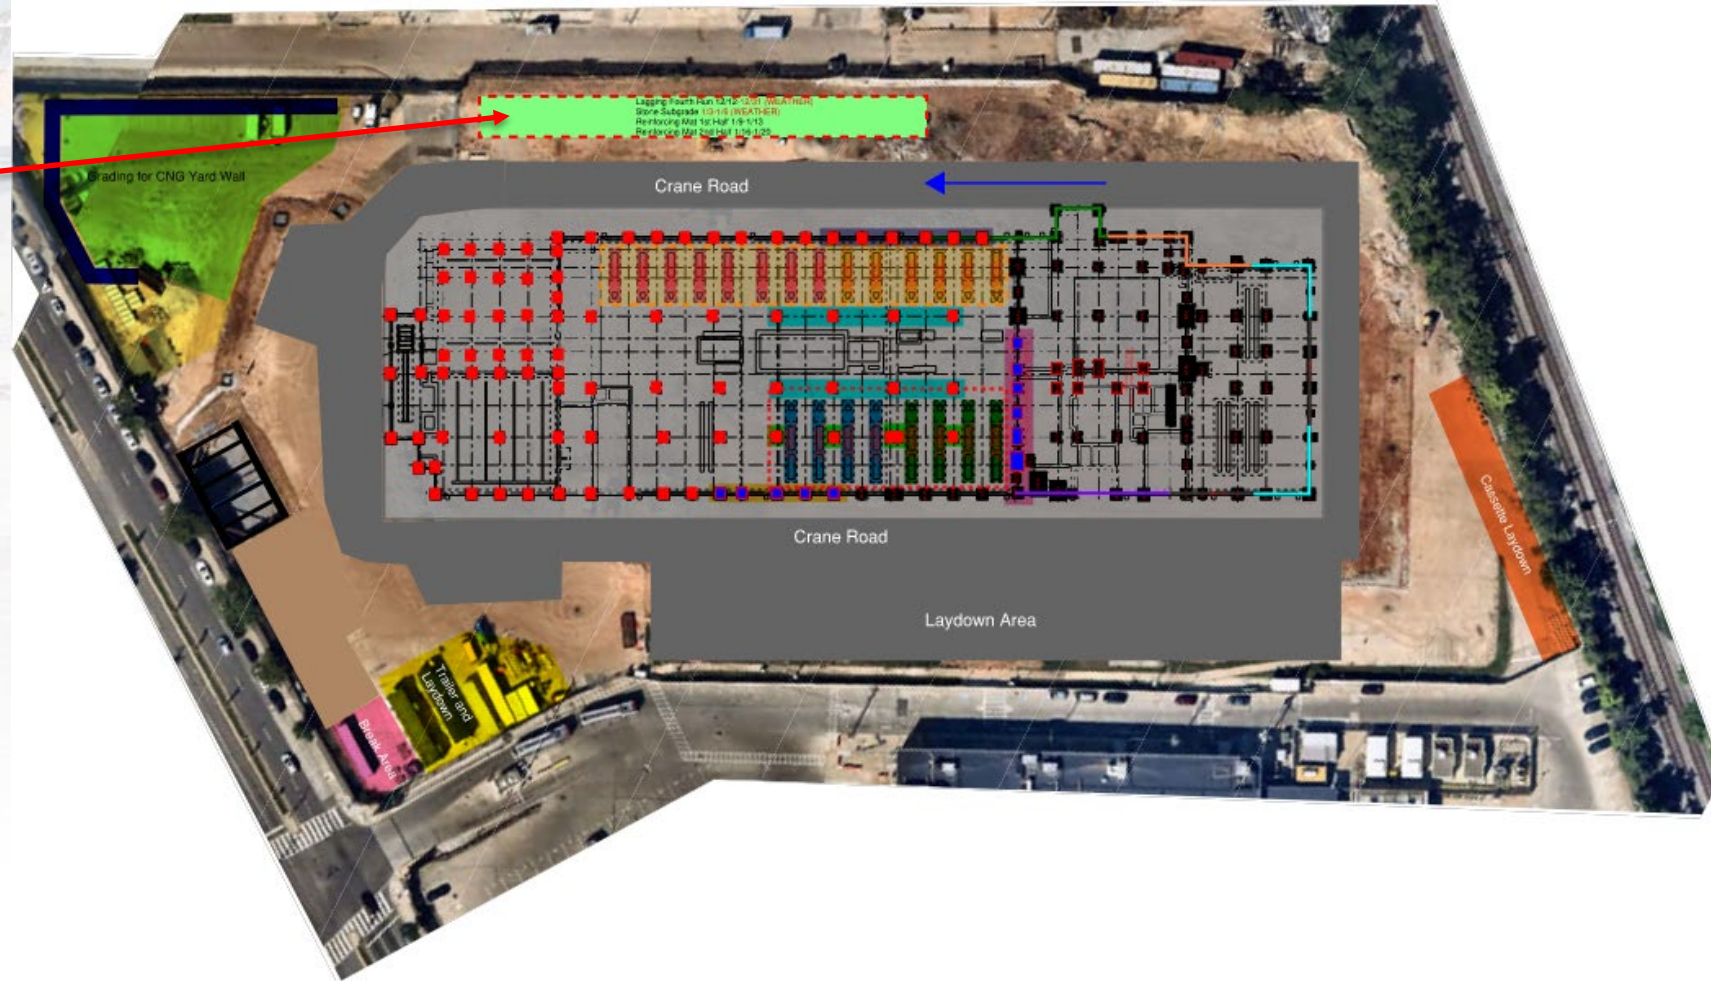 Lagging Fourth Run 12/12-12/21 (WEATHER)
Stone Subgrade 1/3-1/6 (WEATHER)
Reinforcing Mat 1st Half 1/9-1/13
Reinforcing Mat 2nd Half 1/16-1/20
Grading for CNG Yard Wall
Crane Road
Crane Road
Cassette Laydown
Laydown Area
Trailer and
Laydown
Break Area